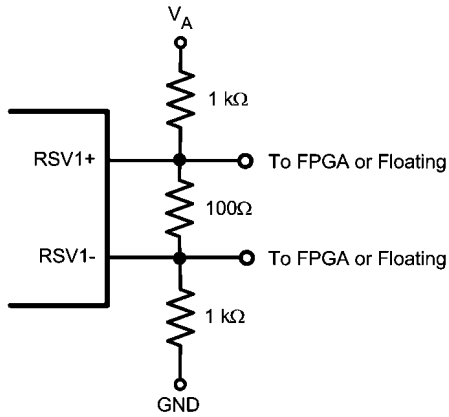 VA
1 kΩ
RSV1+ To FPGA or Floating
100Ω
RSV1- To FPGA or Floating
1 kΩ
GND